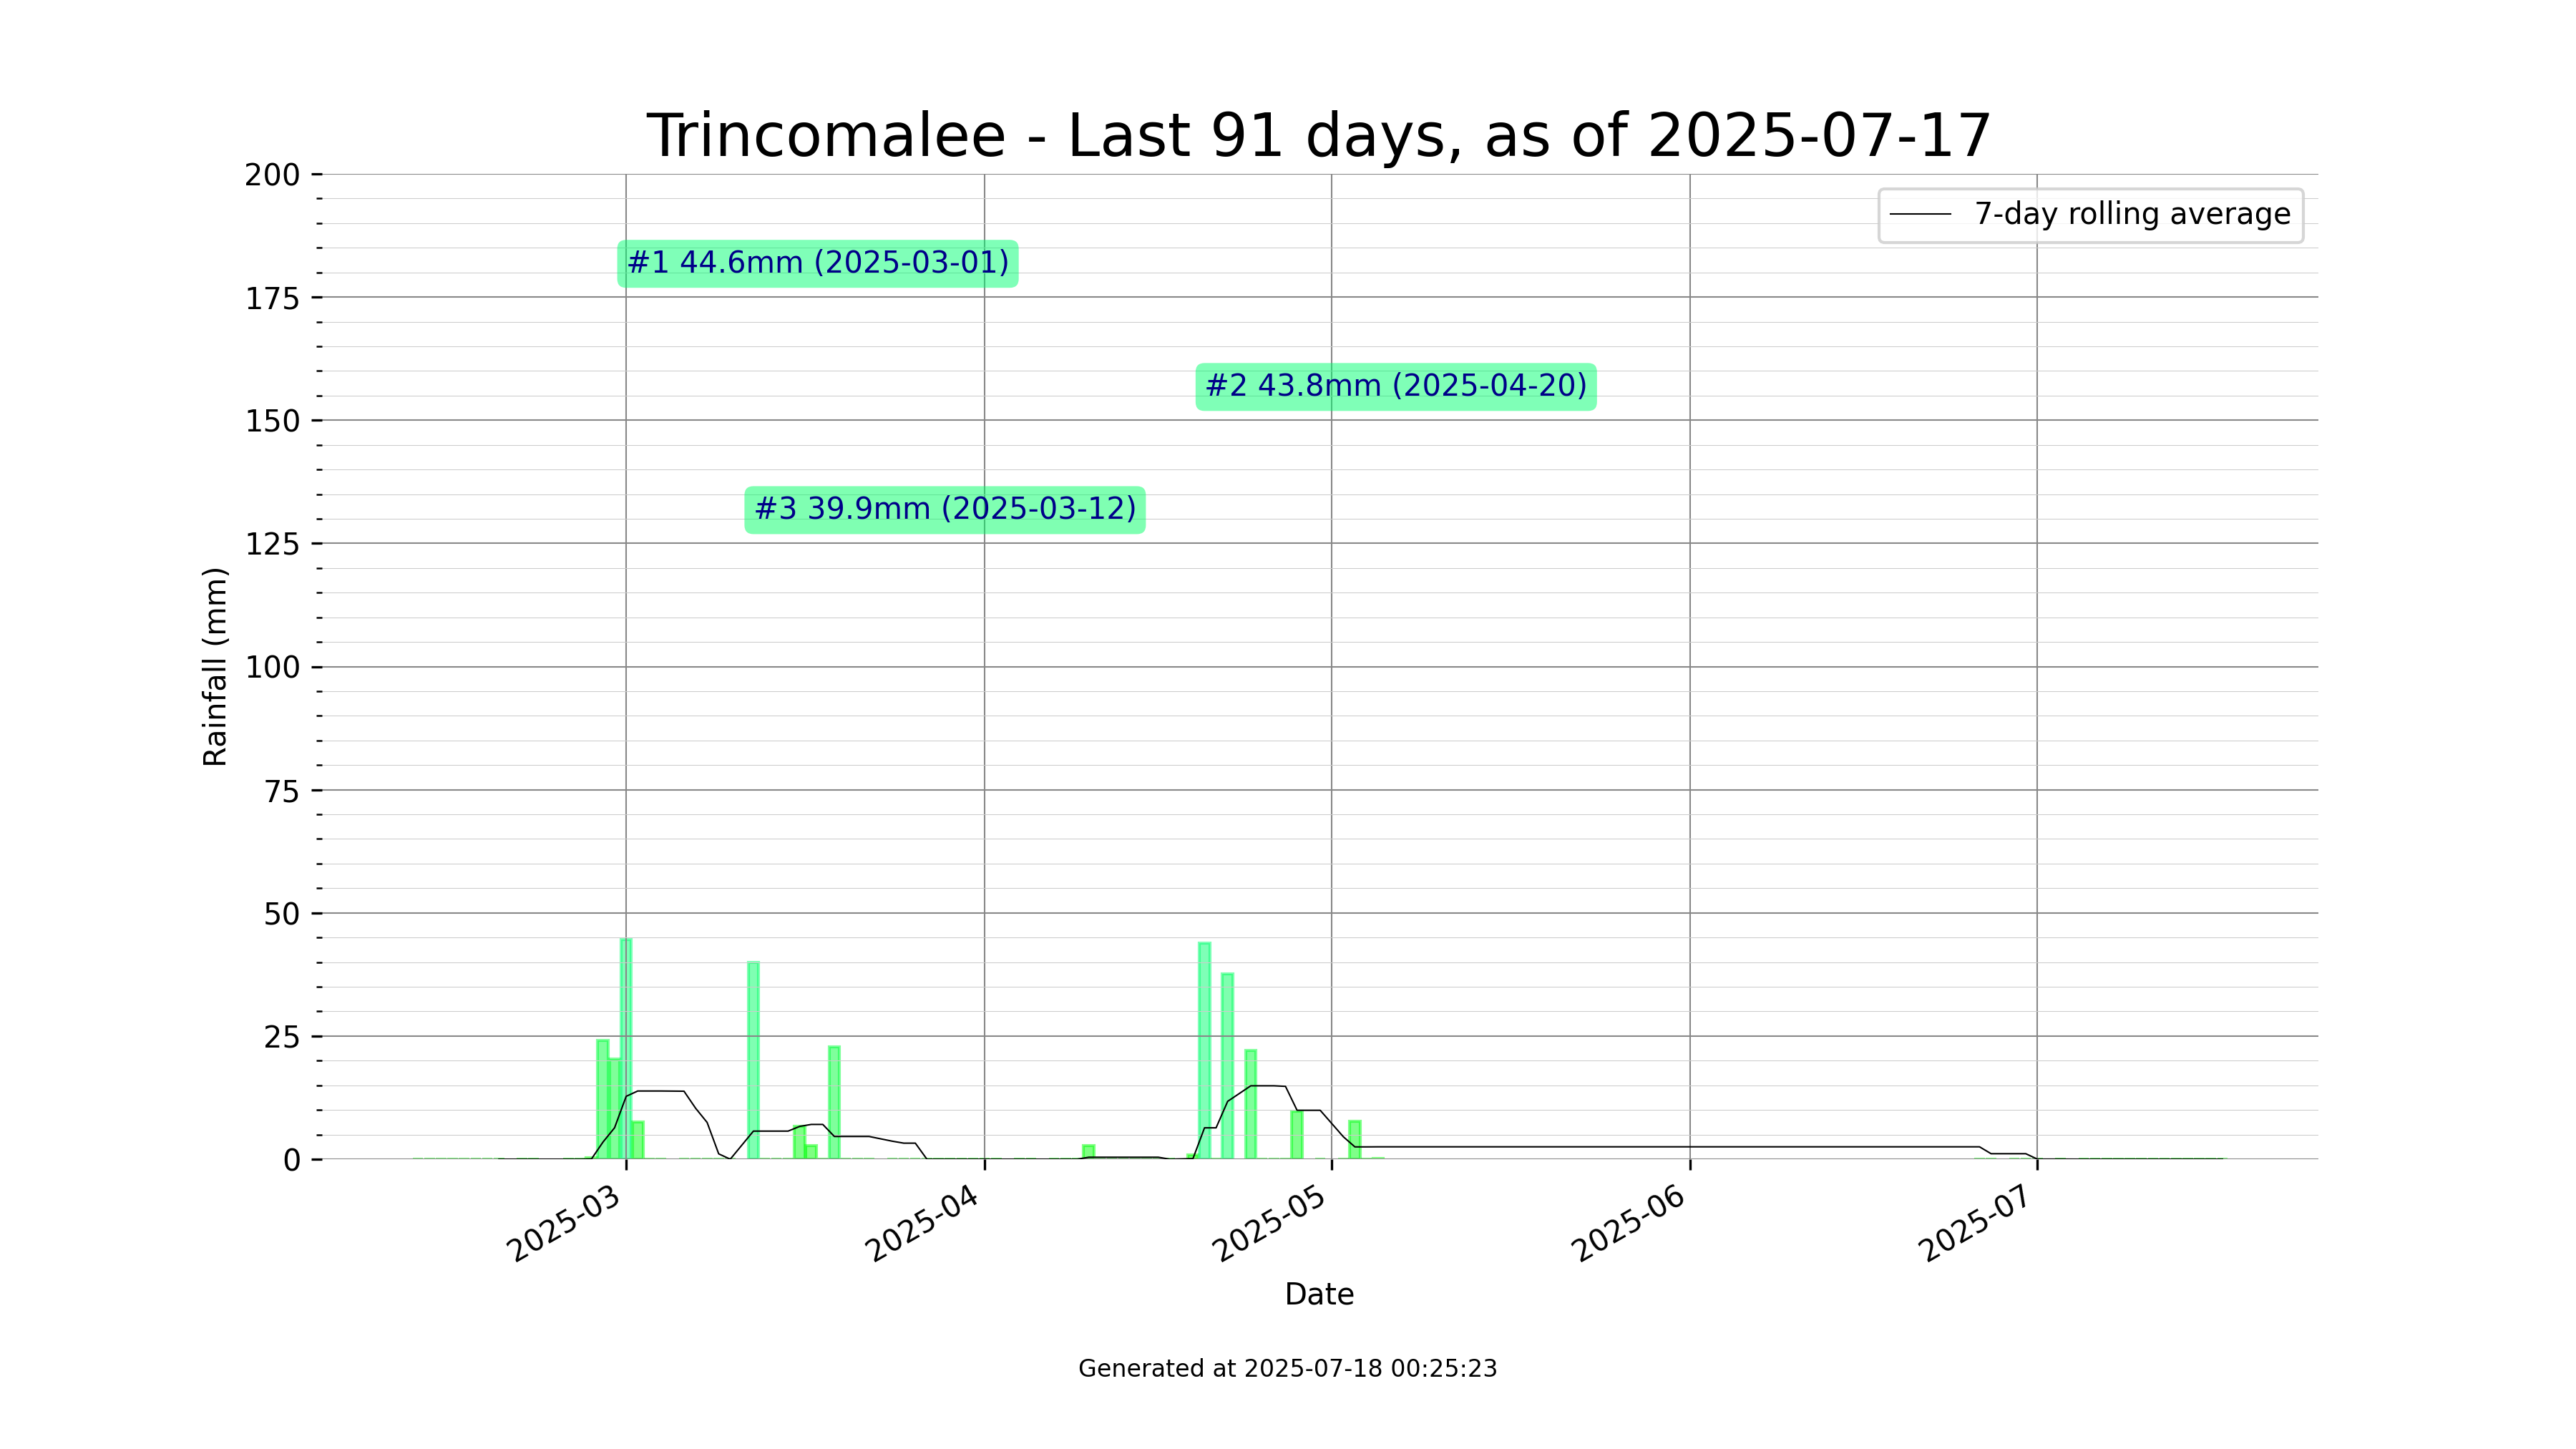 Trincomalee - Last 91 days, as of 2025-07-17
200
175
150
125
100
75
50
25
0
Rainfall (mm)
7-day rolling average
#1 44.6mm (2025-03-01)
#2 43.8mm (2025-04-20)
#3 39.9mm (2025-03-12)
2025-03
2025-04
2025-05
2025-06
2025-07
Date
Generated at 2025-07-18 00:25:23